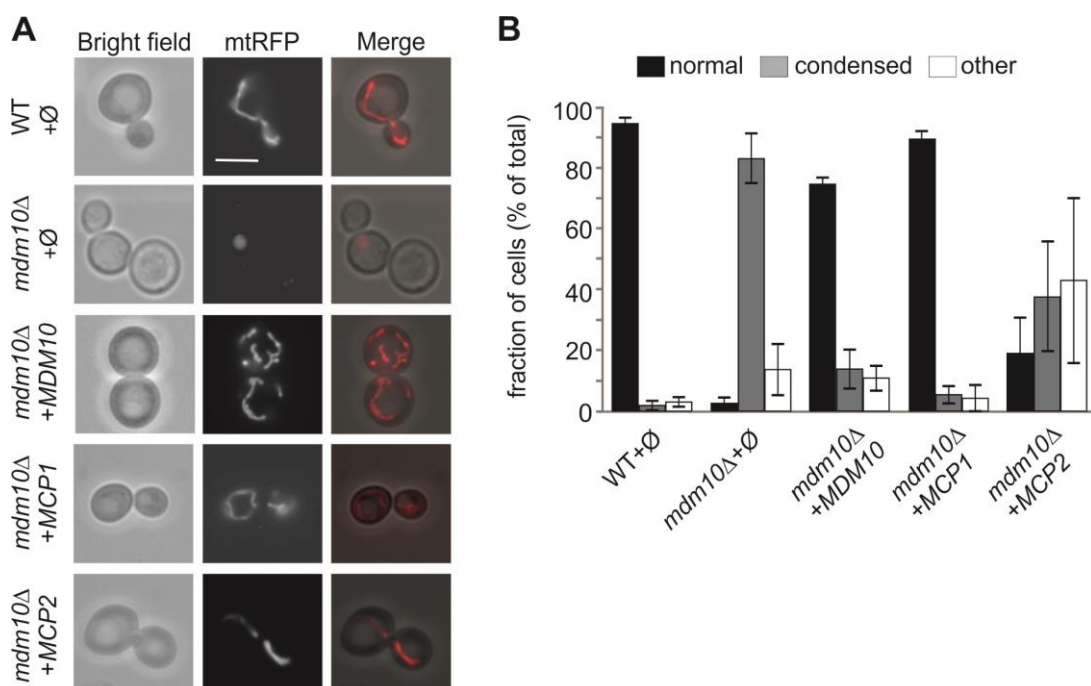 A
Bright field mtRFP Merge
WT
+Ø
mdm10Δ
+Ø
mdm10Δ
+MDM10
mdm10Δ
+MCP1
mdm10Δ
+MCP2
B
normal condensed other
fraction of cells (% of total)
100
80
60
40
20
0
WT+Ø
mdm10Δ+Ø
mdm10Δ
+MDM10
mdm10Δ
+MCP1
mdm10Δ
+MCP2